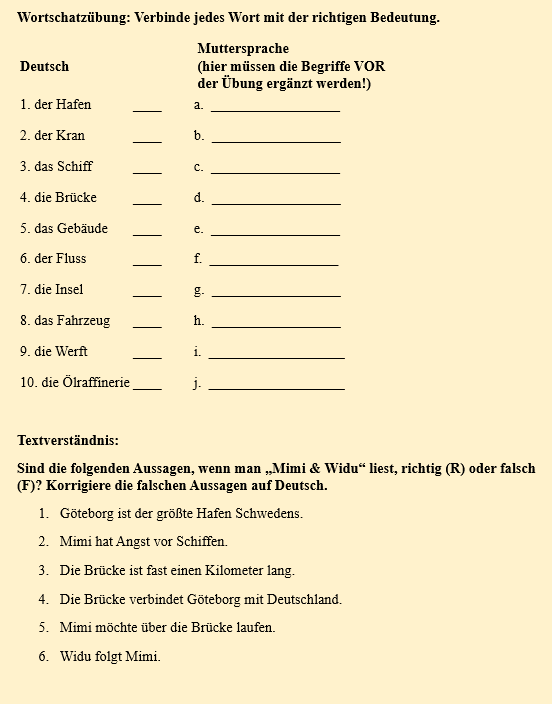 Wortschatzübung: Verbinde jedes Wort mit der richtigen Bedeutung.
Deutsch
Muttersprache
(hier müssen die Begriffe VOR
der Übung ergänzt werden!)
1. der Hafen ____ a. __________________
2. der Kran ____ b. __________________
3. das Schiff ____ c. __________________
4. die Brücke ____ d. __________________
5. das Gebäude ____ e. __________________
6. der Fluss ____ f. __________________
7. die Insel ____ g. __________________
8. das Fahrzeug ____ h. __________________
9. die Werft ____ i. ___________________
10. die Ölraffinerie ____ j. ___________________
Textverständnis:
Sind die folgenden Aussagen, wenn man „Mimi & Widu“ liest, richtig (R) oder falsch
(F)? Korrigiere die falschen Aussagen auf Deutsch.
1. Göteborg ist der größte Hafen Schwedens.
2. Mimi hat Angst vor Schiffen.
3. Die Brücke ist fast einen Kilometer lang.
4. Die Brücke verbindet Göteborg mit Deutschland.
5. Mimi möchte über die Brücke laufen.
6. Widu folgt Mimi.